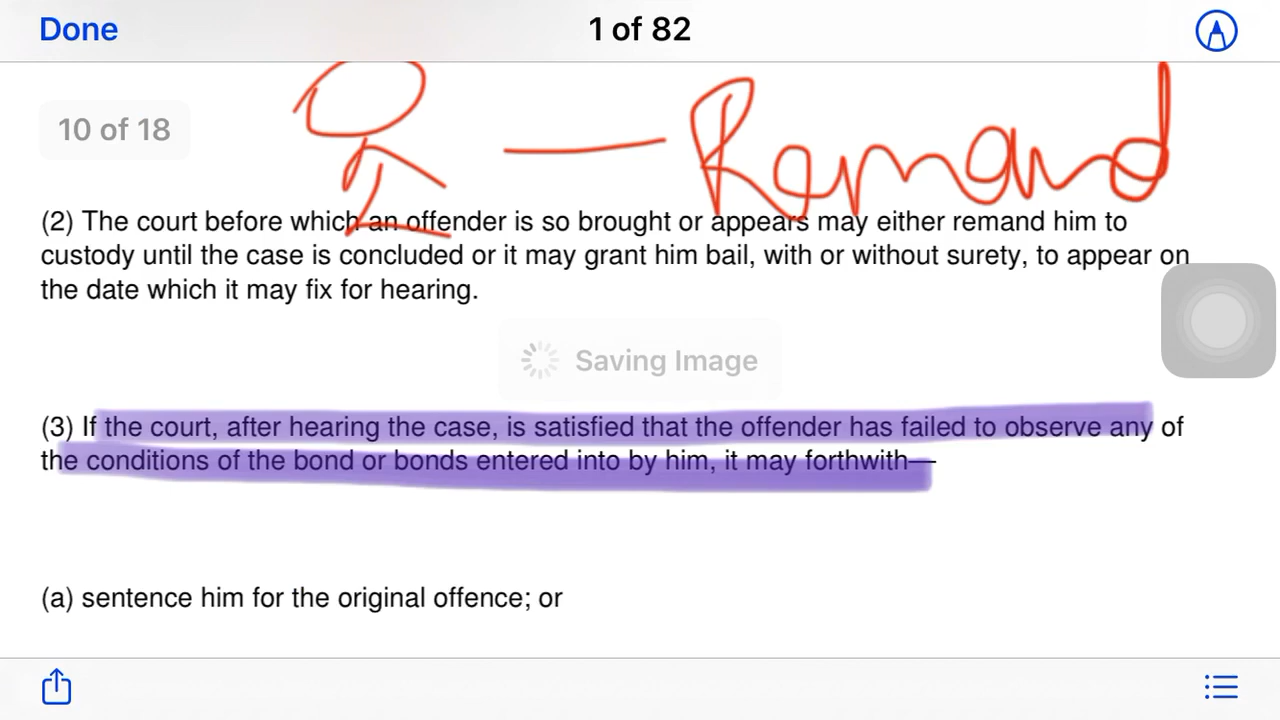 Done
1 of 82
10 of 18
Remand
(2) The court before which an offender is so brought or appears may either remand him to
custody until the case is concluded or it may grant him bail, with or without surety, to appear on
the date which it may fix for hearing.
Saving Image
(3) If the court, after hearing the case, is satisfied that the offender has failed to observe any of
the conditions of the bond or bonds entered into by him, it may forthwith—
(a) sentence him for the original offence; or